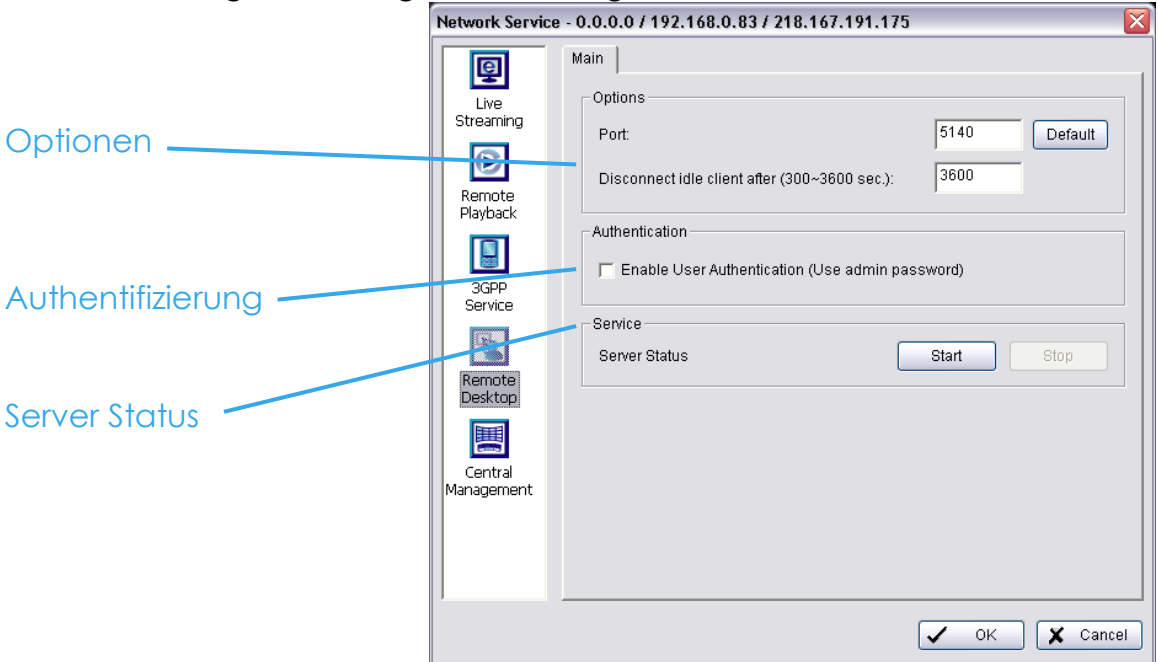 Network Service - 0.0.0.0 / 192.168.0.83 / 218.167.191.175
Optionen
Authentifizierung
Server Status
Live
Streaming
Remote
Playback
3GPP
Service
Remote
Desktop
Central
Management
Main
Options
Port:
5140
Default
Disconnect idle client after (300~3600 sec.):
3600
Authentication
Enable User Authentication (Use admin password)
Service
Server Status
Start
Stop
OK
Cancel